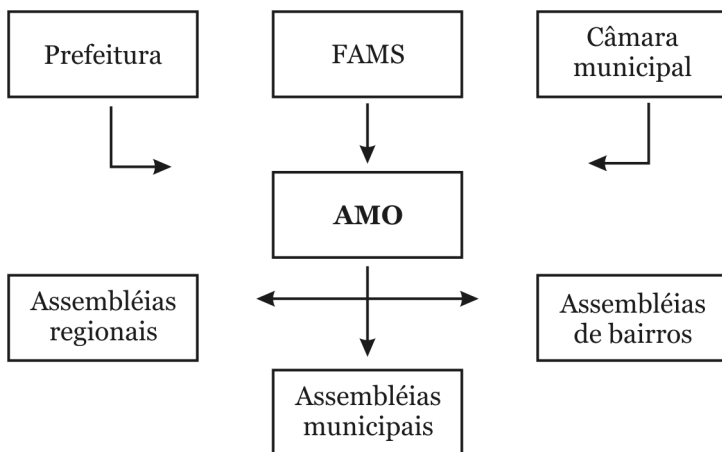 Prefeitura
FAMS
Câmara
municipal
AMO
Assembléias
regionais
Assembléias
de bairros
Assembléias
municipais